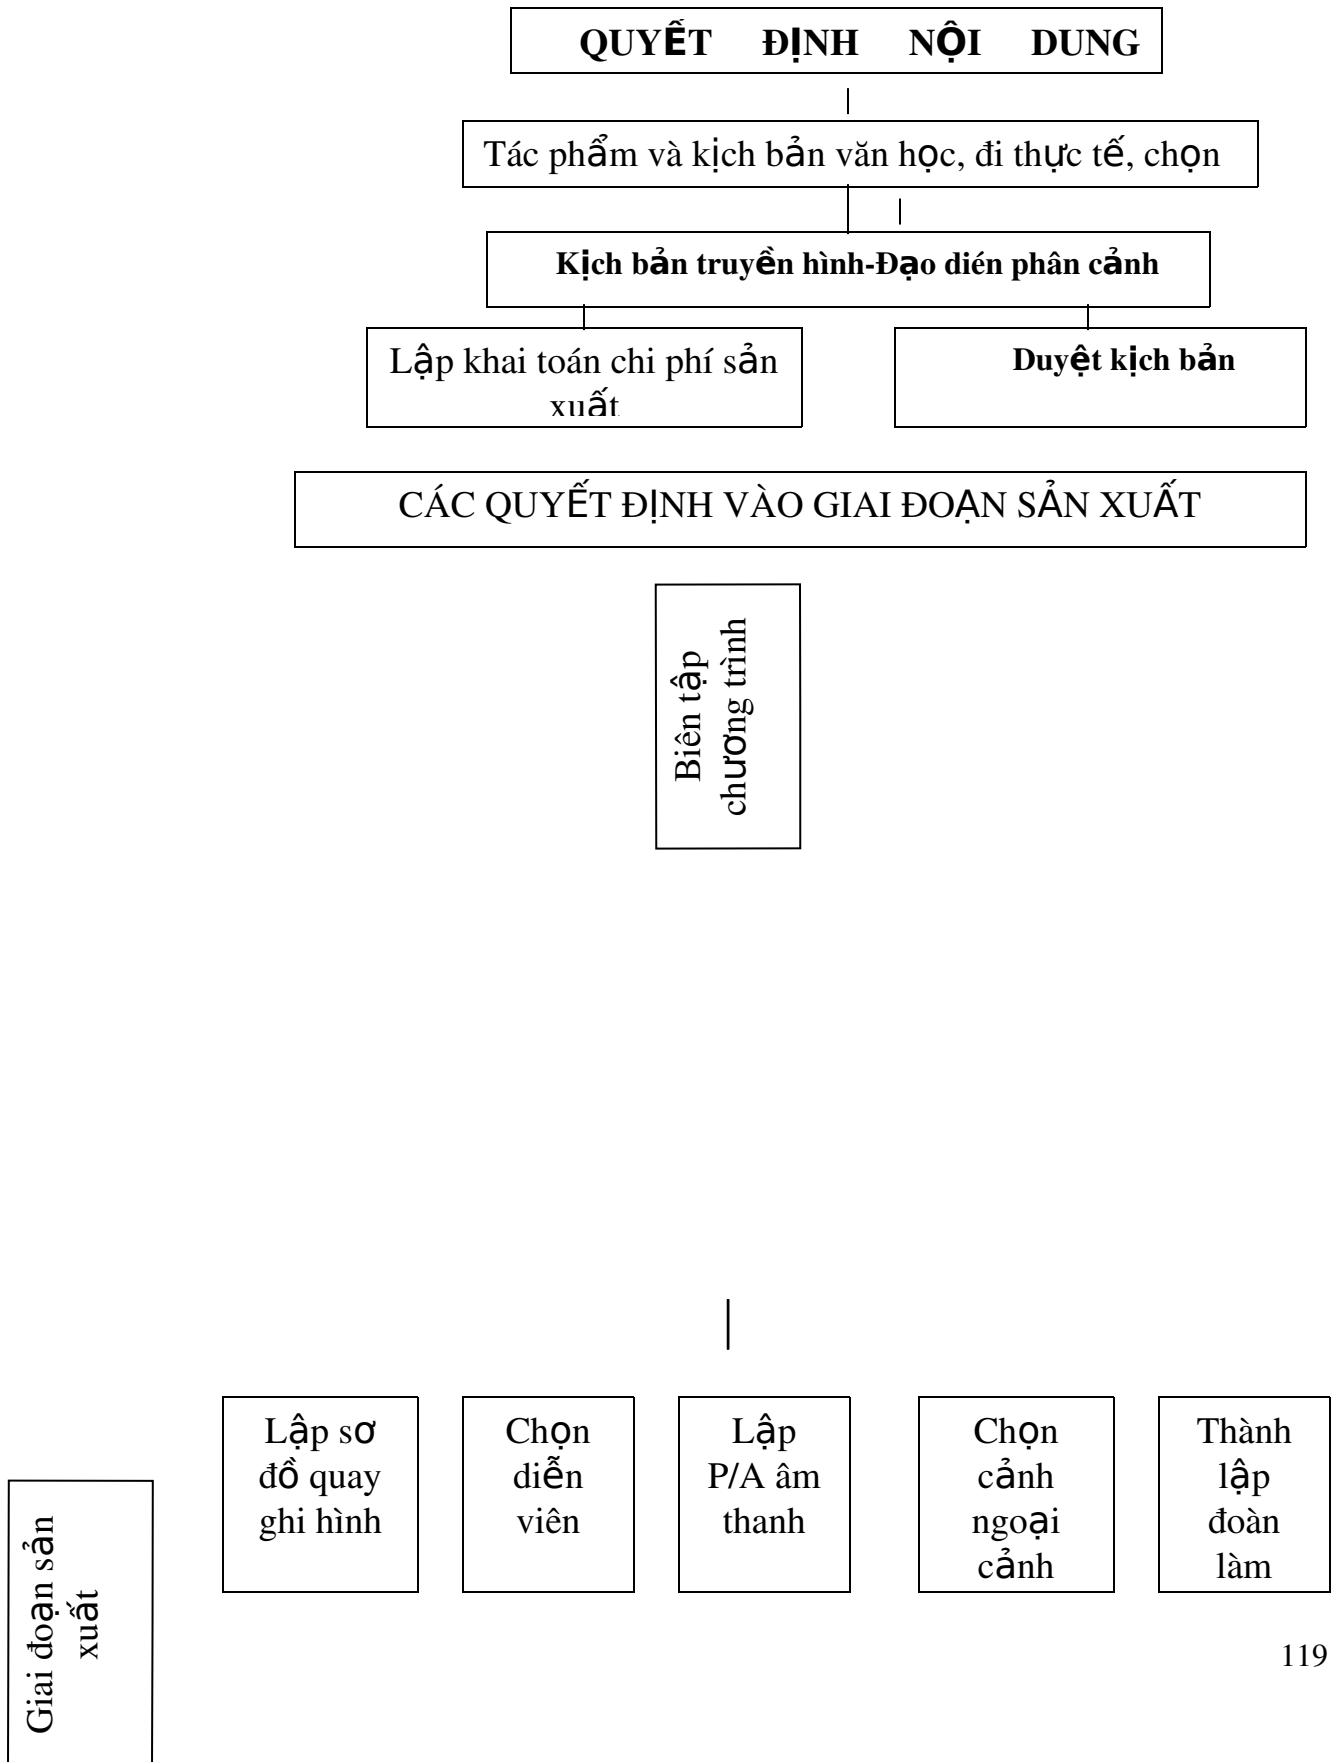 QUYẾT ĐỊNH NỘI DUNG
Tác phẩm và kịch bản văn học, đi thực tế, chọn
Kịch bản truyền hình-Đạo dién phân cảnh
Lập khai toán chi phí sản
xuất
Duyệt kịch bản
CÁC QUYẾT ĐỊNH VÀO GIAI ĐOẠN SẢN XUẤT
Biên tập
chương trình
Lập sơ
đồ quay
ghi hình
Chọn
diễn
viên
Lập
P/A âm
thanh
Chọn
cảnh
ngoại
cảnh
Thành
lập
đoàn
làm
Giai đoạn sản
xuất
119